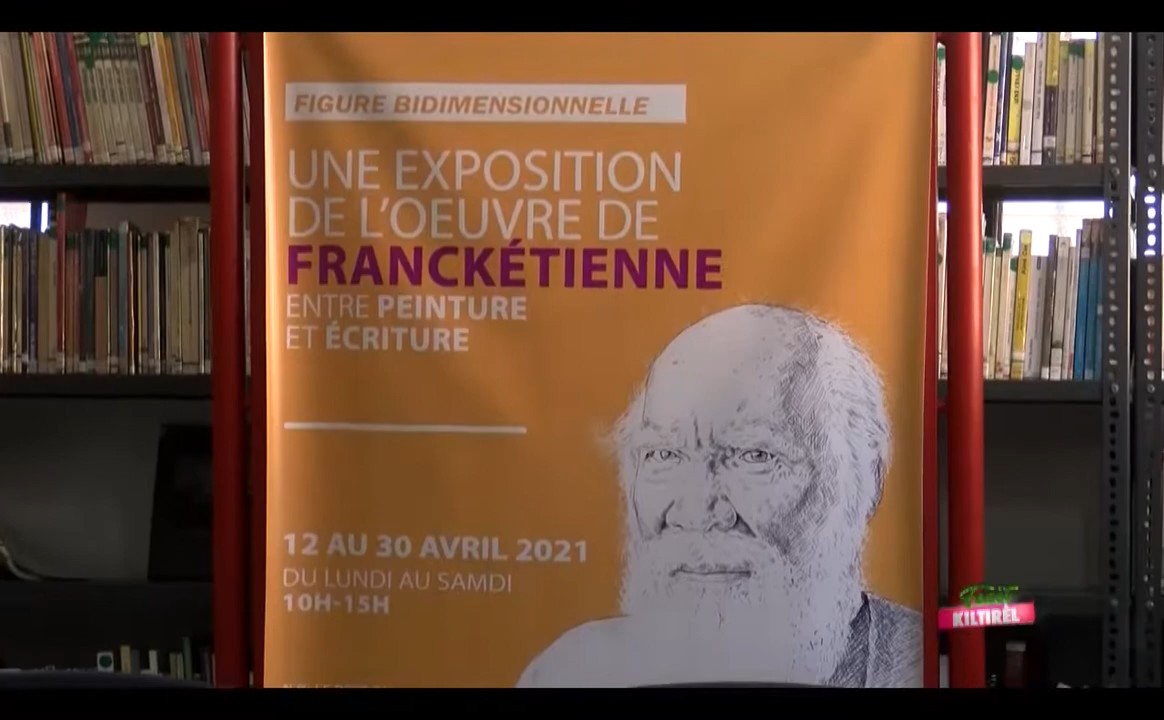 FIGURE BIDIMENSIONNELLE
UNE EXPOSITION
DE L'OEUVRE DE
FRANCKÉTIENNE
ENTRE PEINTURE
ET ÉCRITURE
12 AU 30 AVRIL 2021
DU LUNDI AU SAMDI
10H-15H
KILTIRÈL